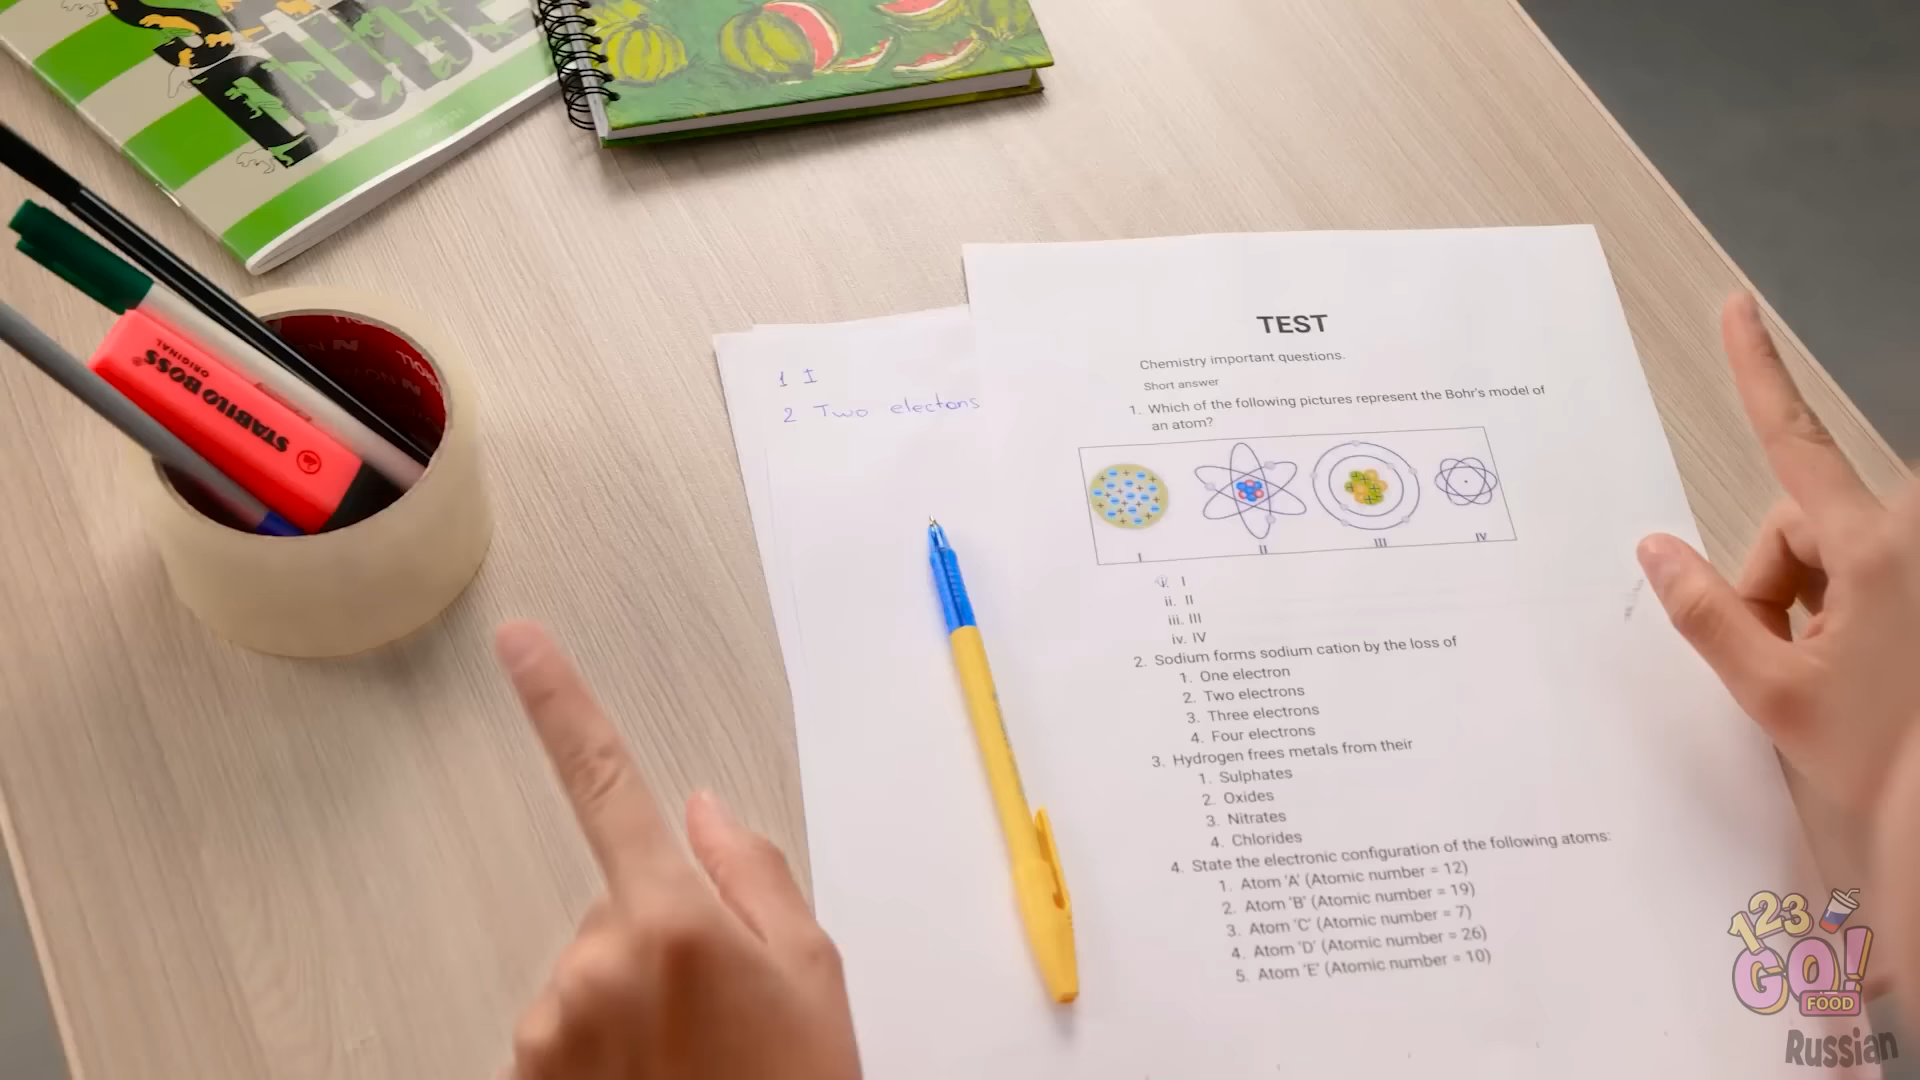 STABILO BOSS
ORIGINAL
1 I
2 Two electons
TEST
Chemistry important questions.
Short answer
1. Which of the following pictures represent the Bohr's model of
an atom?
I II III IV
i. I
ii. II
iii. III
iv. IV
2. Sodium forms sodium cation by the loss of
1. One electron
2. Two electrons
3. Three electrons
4. Four electrons
3. Hydrogen frees metals from their
1. Sulphates
2. Oxides
3. Nitrates
4. Chlorides
4. State the electronic configuration of the following atoms:
1. Atom 'A' (Atomic number = 12)
2. Atom 'B' (Atomic number = 19)
3. Atom 'C' (Atomic number = 7)
4. Atom 'D' (Atomic number = 26)
5. Atom 'E' (Atomic number = 10)
123
GO!
FOOD
Russian